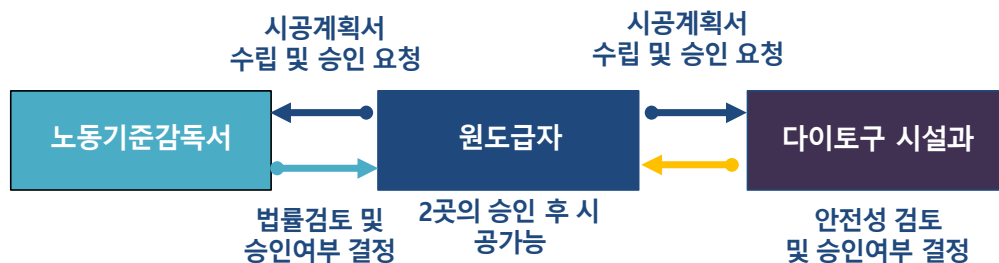 시공계획서
수립 및 승인 요청
시공계획서
수립 및 승인 요청
노동기준감독서
원도급자
다이토구 시설과
법률검토 및
승인여부 결정
2곳의 승인 후 시
공가능
안전성 검토
및 승인여부 결정